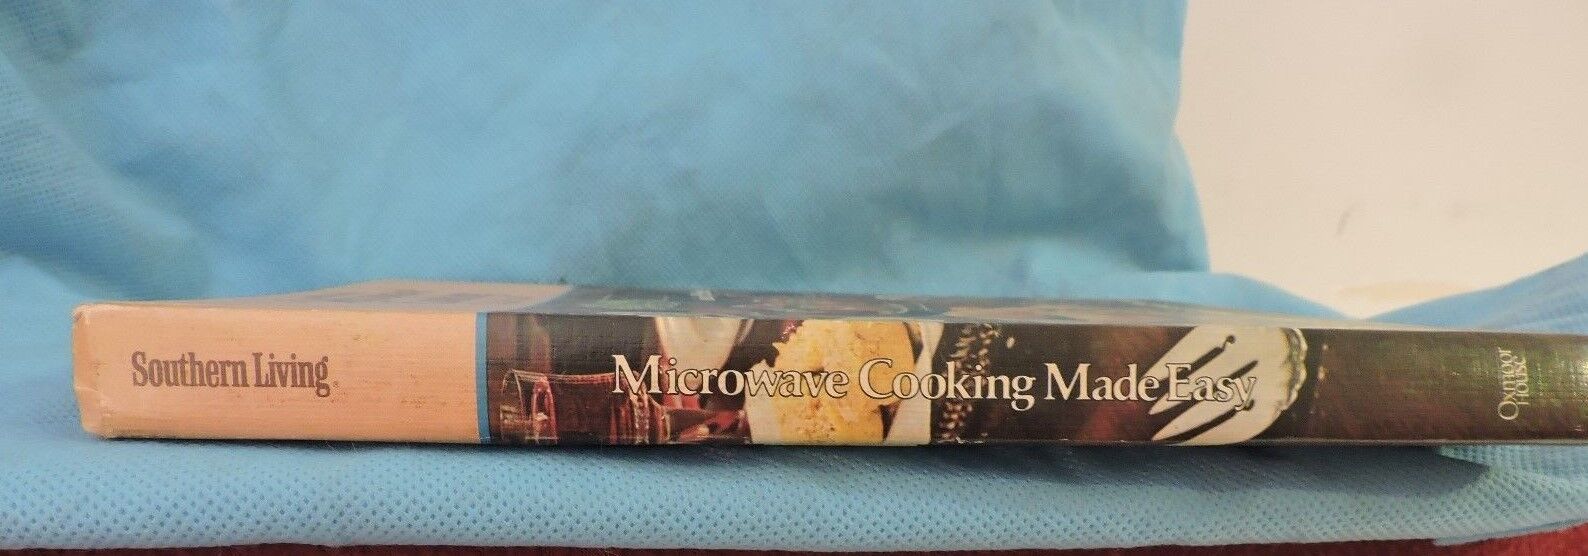 Southern Living®
Microwave Cooking Made Easy
Oxmoor
House